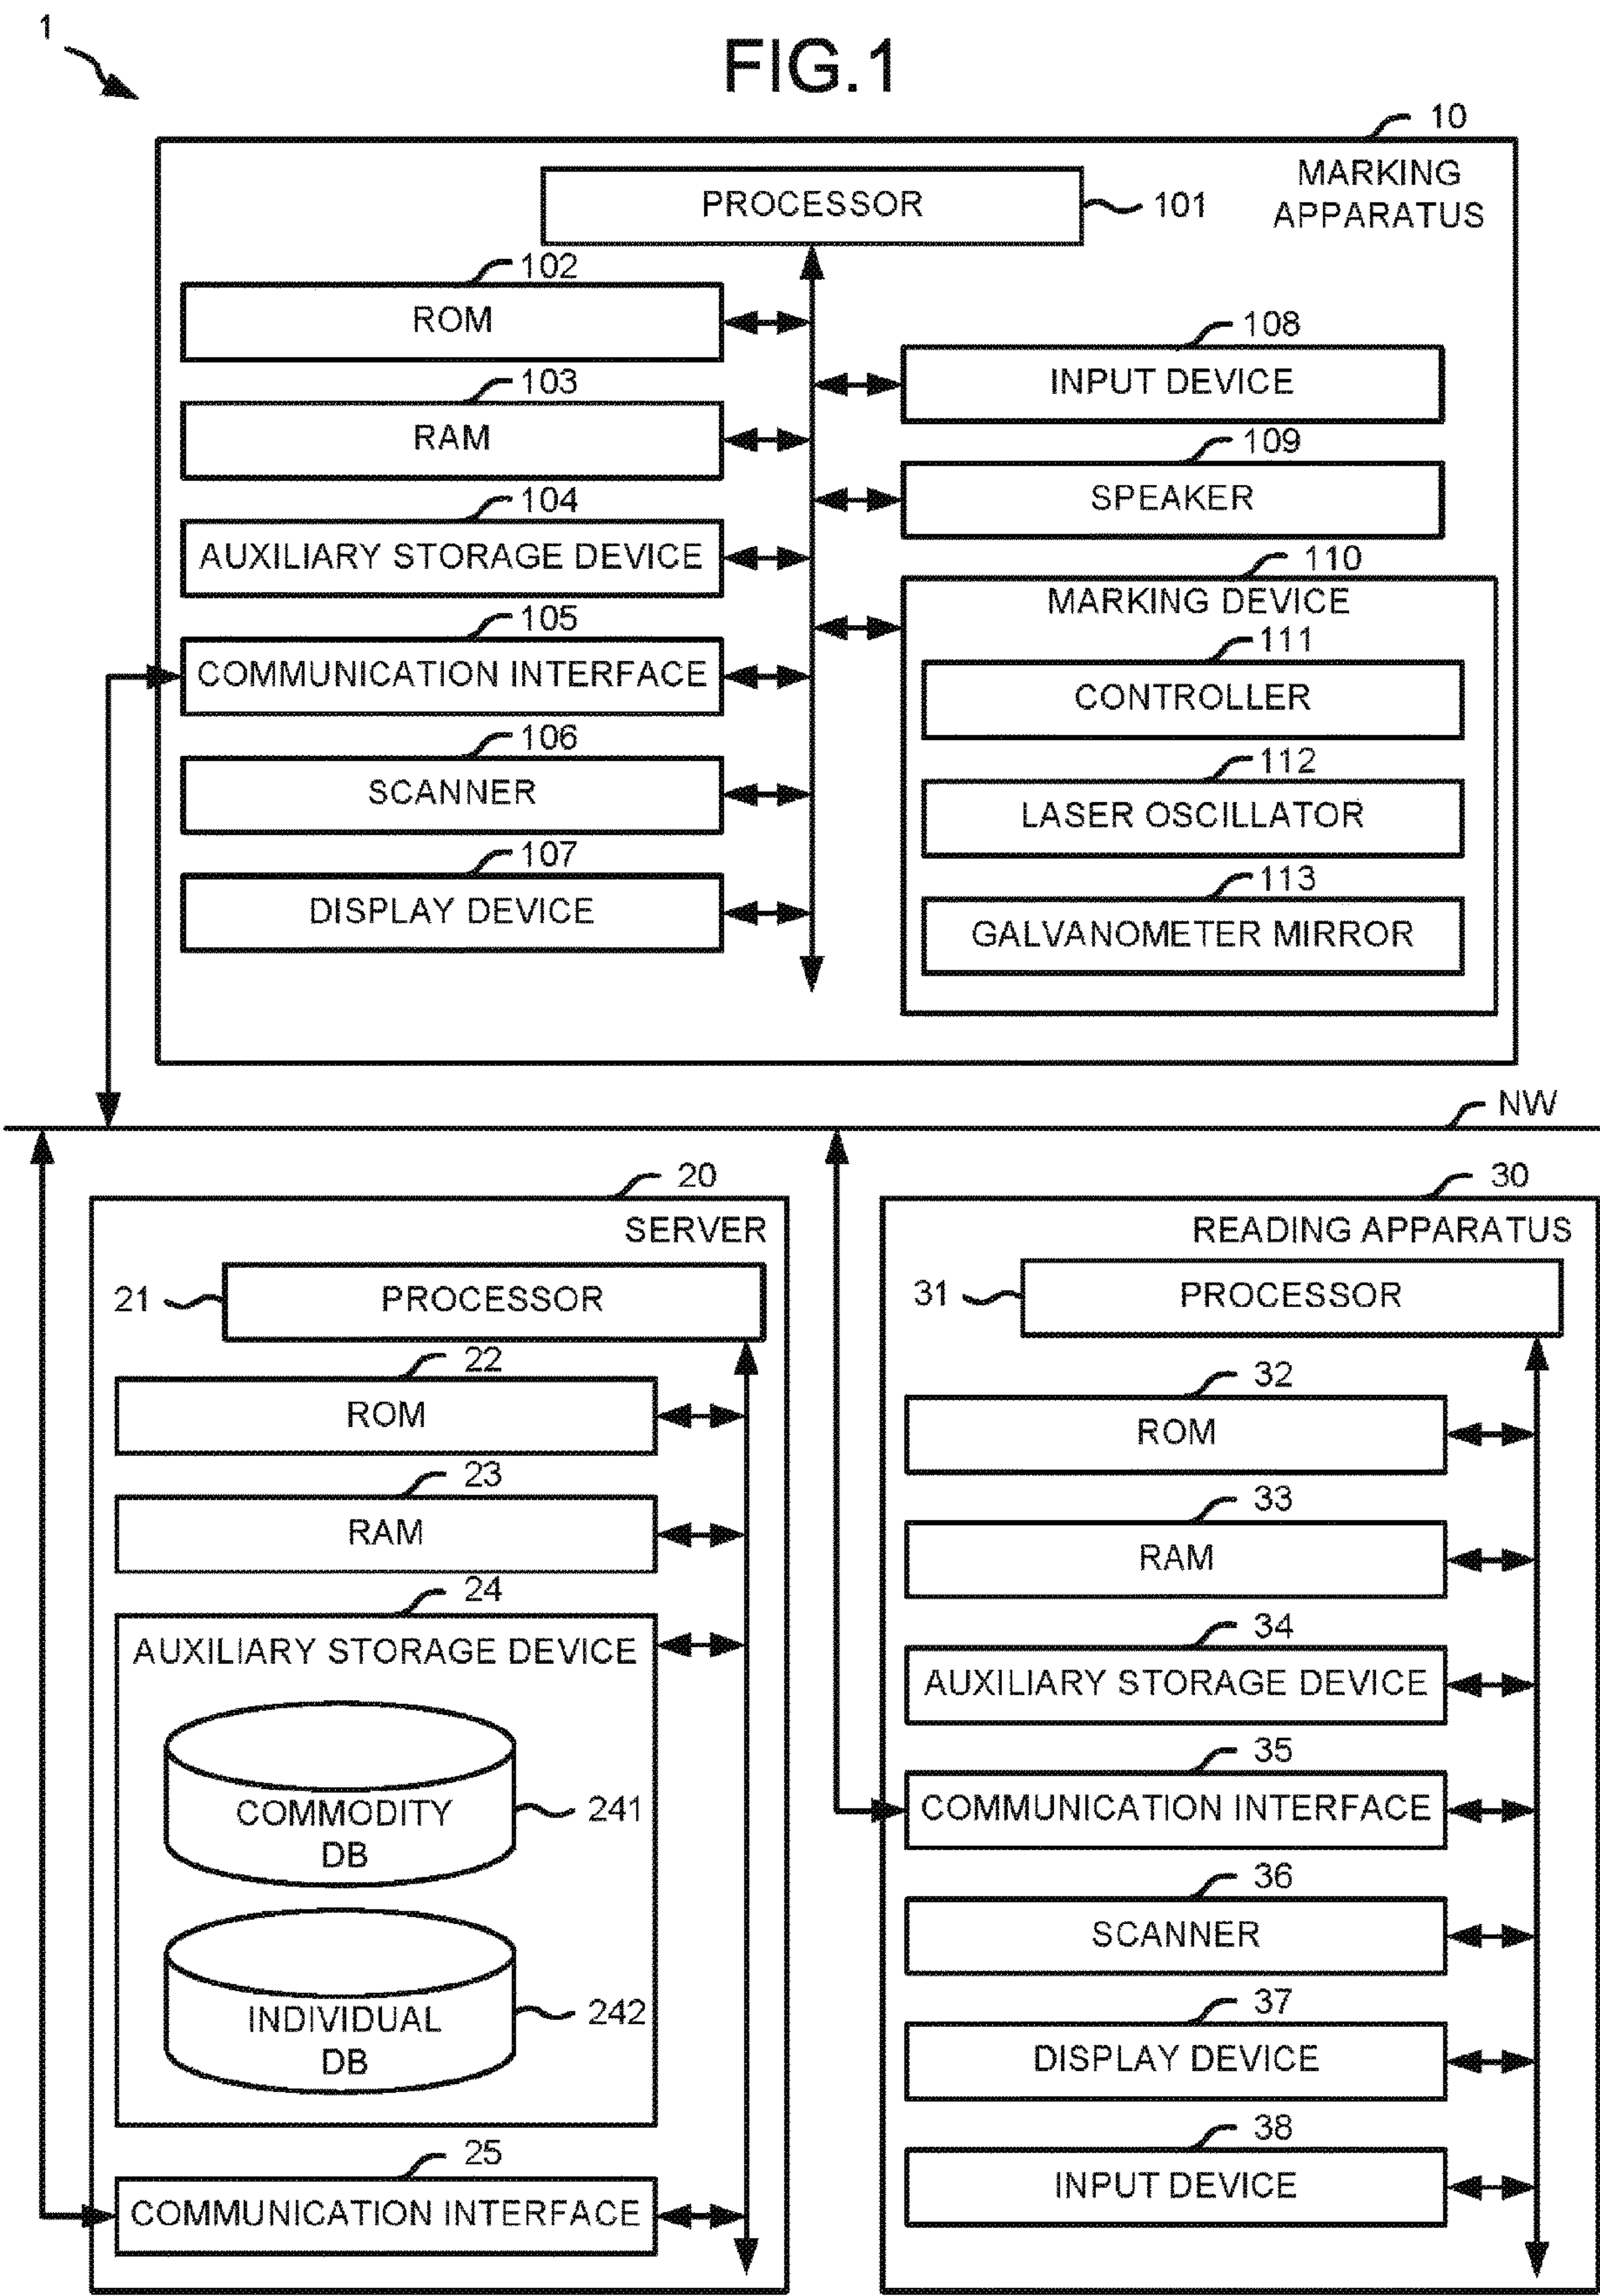 1
FIG.1
10
MARKING
APPARATUS
PROCESSOR
101
102
ROM
103
RAM
104
AUXILIARY STORAGE DEVICE
105
COMMUNICATION INTERFACE
106
SCANNER
107
DISPLAY DEVICE
108
INPUT DEVICE
109
SPEAKER
110
MARKING DEVICE
111
CONTROLLER
112
LASER OSCILLATOR
113
GALVANOMETER MIRROR
NW
20
SERVER
21
PROCESSOR
22
ROM
23
RAM
24
AUXILIARY STORAGE DEVICE
COMMODITY
DB
241
INDIVIDUAL
DB
242
25
COMMUNICATION INTERFACE
30
READING APPARATUS
31
PROCESSOR
32
ROM
33
RAM
34
AUXILIARY STORAGE DEVICE
35
COMMUNICATION INTERFACE
36
SCANNER
37
DISPLAY DEVICE
38
INPUT DEVICE